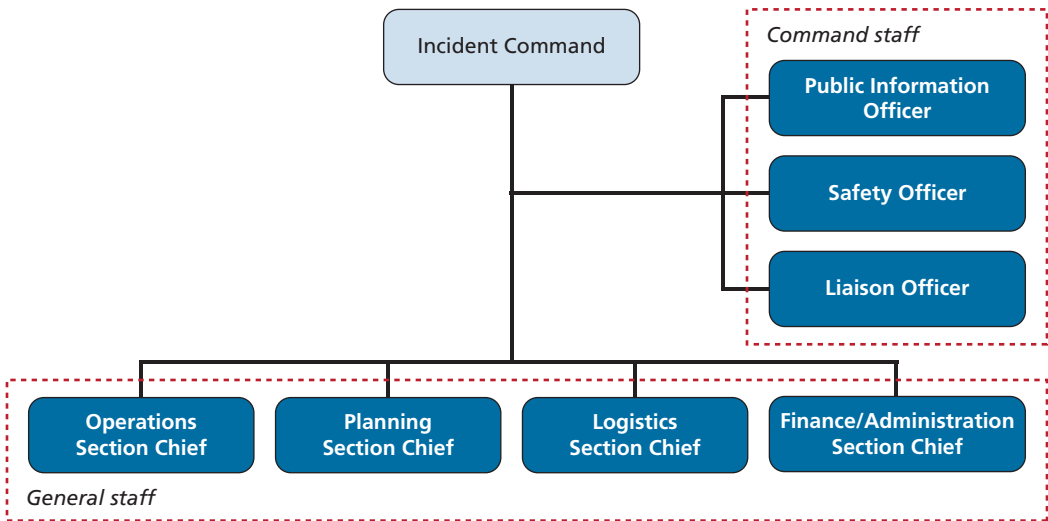 Incident Command
Command staff
Public Information
Officer
Safety Officer
Liaison Officer
Operations
Section Chief
Planning
Section Chief
Logistics
Section Chief
Finance/Administration
Section Chief
General staff